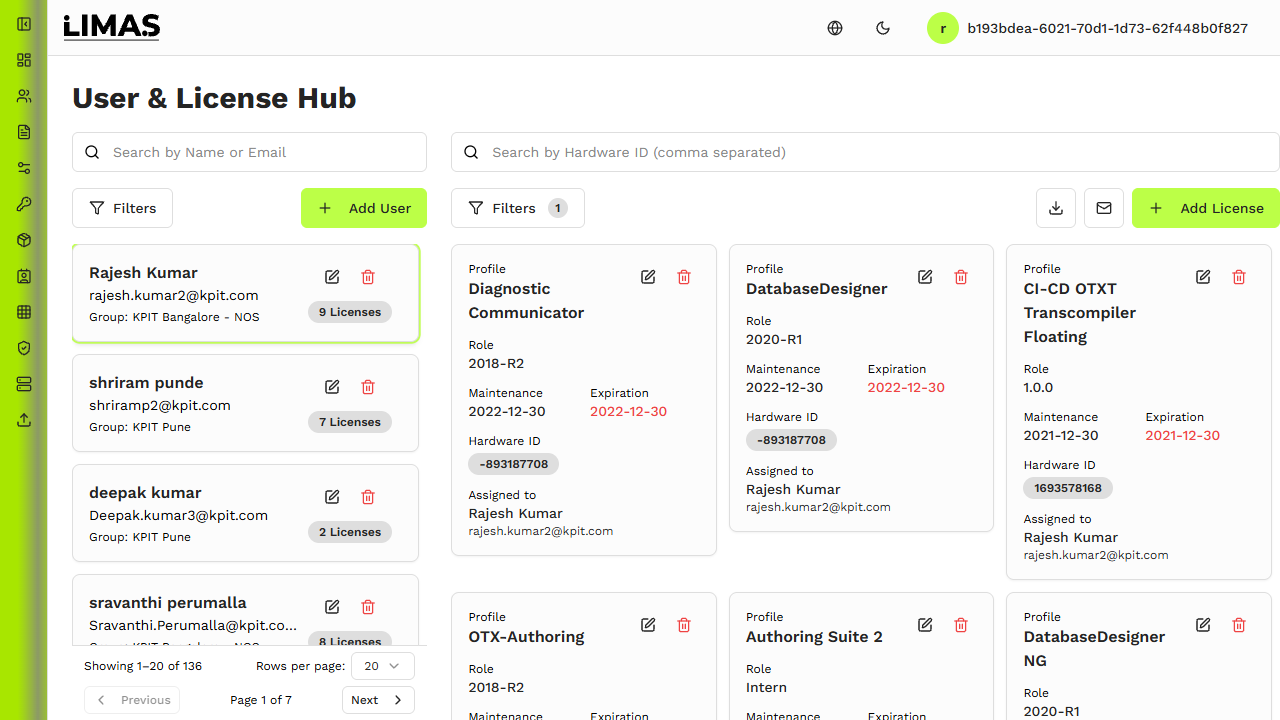 LIMAS
r
b193bdea-6021-70d1-1d73-62f448b0f827
User & License Hub
Search by Name or Email
Search by Hardware ID (comma separated)
Filters
Add User
Filters 1
Add License
Rajesh Kumar
rajesh.kumar2@kpit.com
Group: KPIT Bangalore - NOS
9 Licenses
shriram punde
shriramp2@kpit.com
Group: KPIT Pune
7 Licenses
deepak kumar
Deepak.kumar3@kpit.com
Group: KPIT Pune
2 Licenses
sravanthi perumalla
Sravanthi.Perumalla@kpit.co...
8 Licenses
Showing 1–20 of 136
Rows per page: 20
Previous
Page 1 of 7
Next
Profile
Diagnostic
Communicator
Role
2018-R2
Maintenance Expiration
2022-12-30 2022-12-30
Hardware ID
-893187708
Assigned to
Rajesh Kumar
rajesh.kumar2@kpit.com
Profile
DatabaseDesigner
Role
2020-R1
Maintenance Expiration
2022-12-30 2022-12-30
Hardware ID
-893187708
Assigned to
Rajesh Kumar
rajesh.kumar2@kpit.com
Profile
CI-CD OTXT
Transcompiler
Floating
Role
1.0.0
Maintenance Expiration
2021-12-30 2021-12-30
Hardware ID
1693578168
Assigned to
Rajesh Kumar
rajesh.kumar2@kpit.com
Profile
OTX-Authoring
Role
2018-R2
Maintenance Expiration
Profile
Authoring Suite 2
Role
Intern
Maintenance Expiration
Profile
DatabaseDesigner
NG
Role
2020-R1